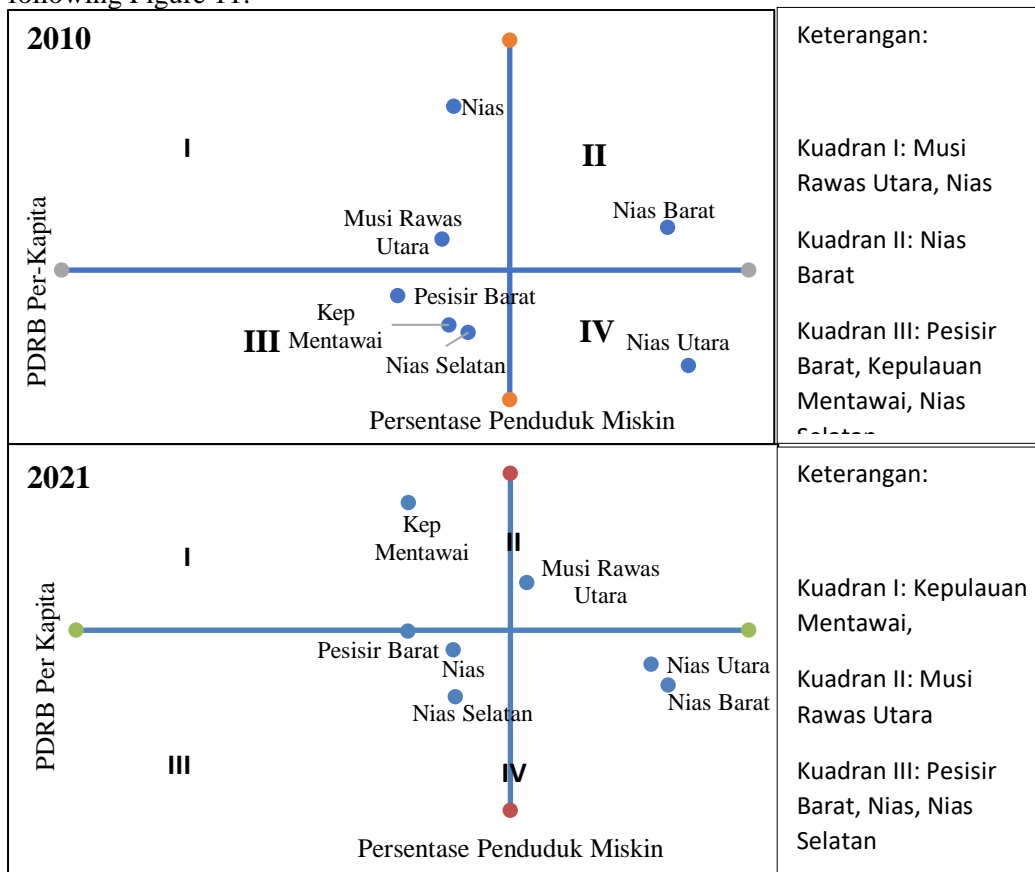 following Figure 11:
2010
Nias
I
II
Nias Barat
Musi Rawas
Utara
Pesisir Barat
Kep
Mentawai
III
IV
Nias Utara
Nias Selatan
PDRB Per-Kapita
Persentase Penduduk Miskin
Keterangan:
Kuadran I: Musi
Rawas Utara, Nias
Kuadran II: Nias
Barat
Kuadran III: Pesisir
Barat, Kepulauan
Mentawai, Nias
Selatan
2021
Kep
Mentawai
I
II
Musi Rawas
Utara
Pesisir Barat
Nias
Nias Utara
Nias Selatan
Nias Barat
III
IV
PDRB Per Kapita
Persentase Penduduk Miskin
Keterangan:
Kuadran I: Kepulauan
Mentawai,
Kuadran II: Musi
Rawas Utara
Kuadran III: Pesisir
Barat, Nias, Nias
Selatan